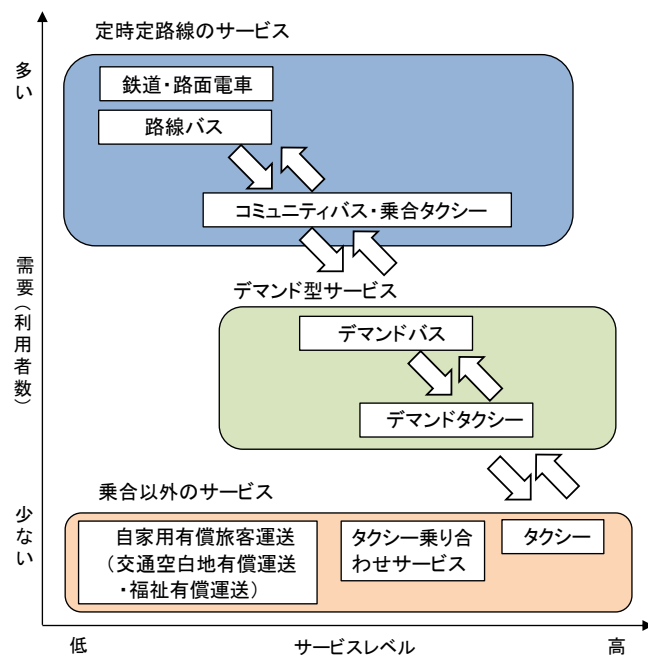 定時定路線のサービス
多い
鉄道・路面電車
路線バス
コミュニティバス・乗合タクシー
需要（利用者数）
デマンド型サービス
デマンドバス
デマンドタクシー
乗合以外のサービス
少ない
自家用有償旅客運送
（交通空白地有償運送
・福祉有償運送）
タクシー乗り合
わせサービス
タクシー
低
サービスレベル
高